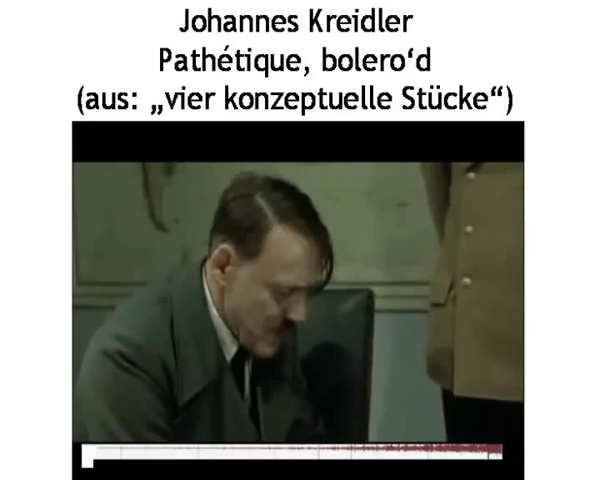 Johannes Kreidler
Pathétique, bolero‘d
(aus: „vier konzeptuelle Stücke“)